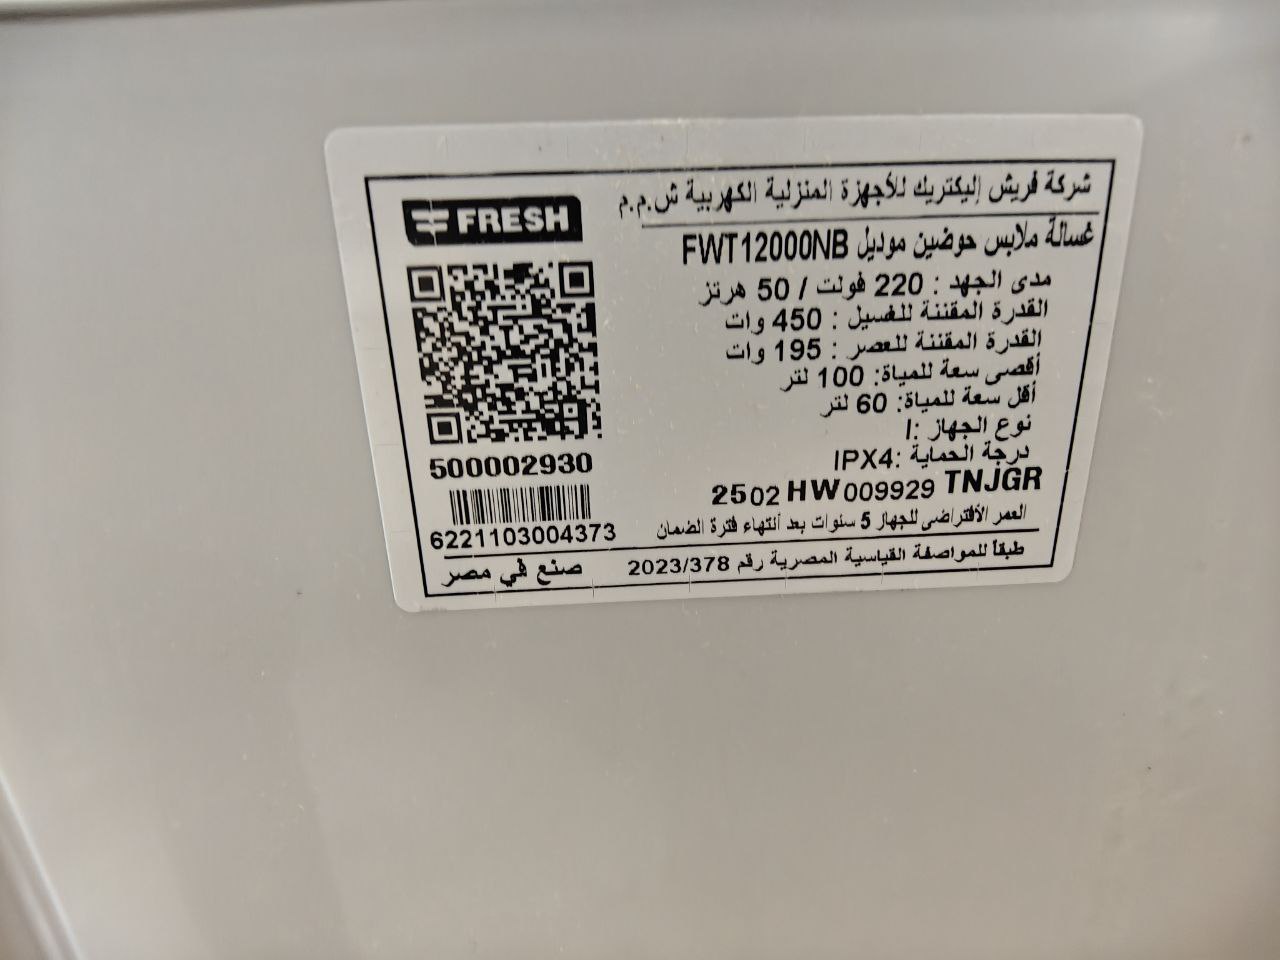 شركة فريش إليكتريك للأجهزة المنزلية الكهربية ش.م.م
FRESH
غسالة ملابس حوضين موديل FWT12000NB
مدى الجهد : 220 فولت / 50 هرتز
القدرة المقننة للغسيل : 450 وات
القدرة المقننة للعصر : 195 وات
أقصى سعة للمياة: 100 لتر
أقل سعة للمياة: 60 لتر
نوع الجهاز :I
درجة الحماية :IPX4
500002930
2502 HW 009929 TNJGR
العمر الأفتراضى للجهاز 5 سنوات بعد أنتهاء فترة الضمان
6221103004373
طبقاً للمواصفة القياسية المصرية رقم 2023/378
صنع في مصر